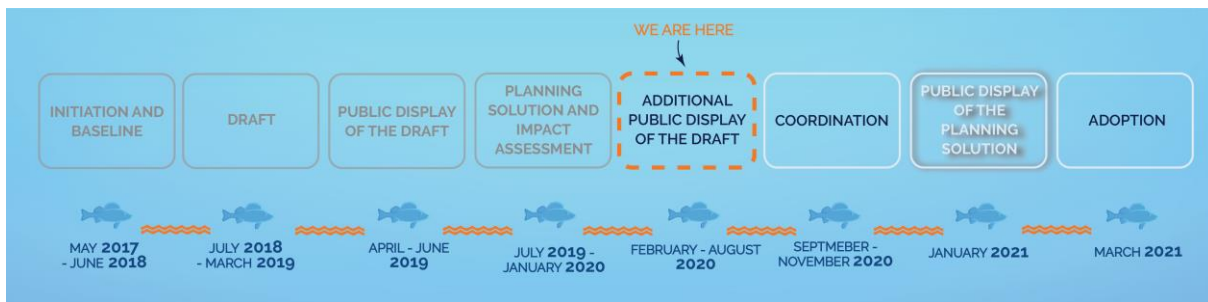 WE ARE HERE
INITIATION AND
BASELINE
DRAFT
PUBLIC DISPLAY
OF THE DRAFT
PLANNING
SOLUTION AND
IMPACT
ASSESSMENT
ADDITIONAL
PUBLIC DISPLAY
OF THE DRAFT
COORDINATION
PUBLIC DISPLAY
OF THE
PLANNING
SOLUTION
ADOPTION
MAY 2017
- JUNE 2018
JULY 2018
- MARCH 2019
APRIL - JUNE
2019
JULY 2019 -
JANUARY 2020
FEBRUARY - AUGUST
2020
SEPTMEBER -
NOVEMBER 2020
JANUARY 2021
MARCH 2021